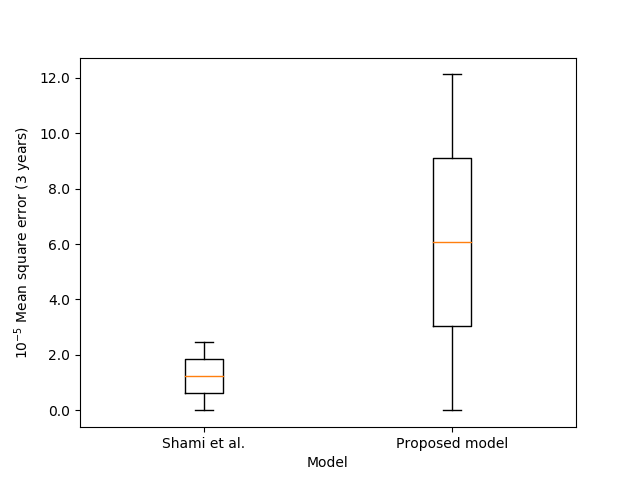 10⁻⁵ Mean square error (3 years)
12.0
10.0
8.0
6.0
4.0
2.0
0.0
Shami et al.
Proposed model
Model